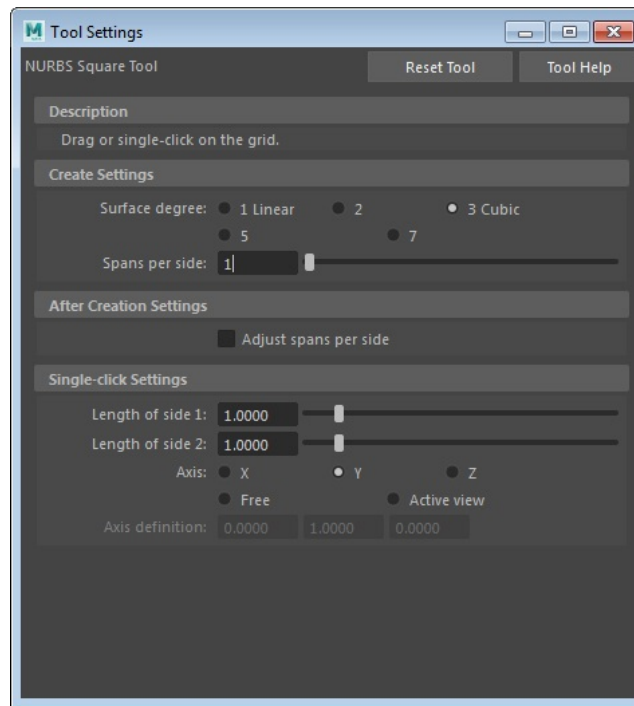 Tool Settings
NURBS Square Tool Reset Tool Tool Help
Description
Drag or single-click on the grid.
Create Settings
Surface degree: 1 Linear 2 3 Cubic
5 7
Spans per side: 1
After Creation Settings
Adjust spans per side
Single-click Settings
Length of side 1: 1.0000
Length of side 2: 1.0000
Axis: X Y Z
Free Active view
Axis definition: 0.0000 1.0000 0.0000